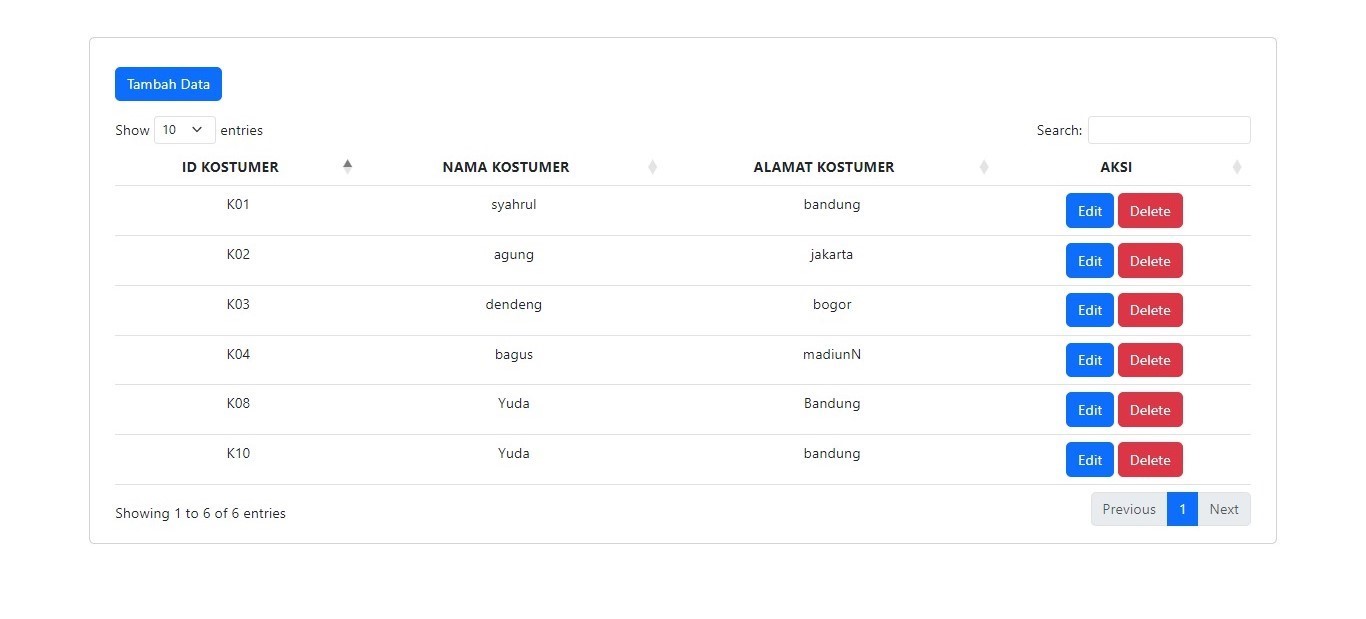 Tambah Data
Show 10 entries Search:
ID KOSTUMER NAMA KOSTUMER ALAMAT KOSTUMER AKSI
K01 syahrul bandung Edit Delete
K02 agung jakarta Edit Delete
K03 dendeng bogor Edit Delete
K04 bagus madiunN Edit Delete
K08 Yuda Bandung Edit Delete
K10 Yuda bandung Edit Delete
Showing 1 to 6 of 6 entries Previous 1 Next